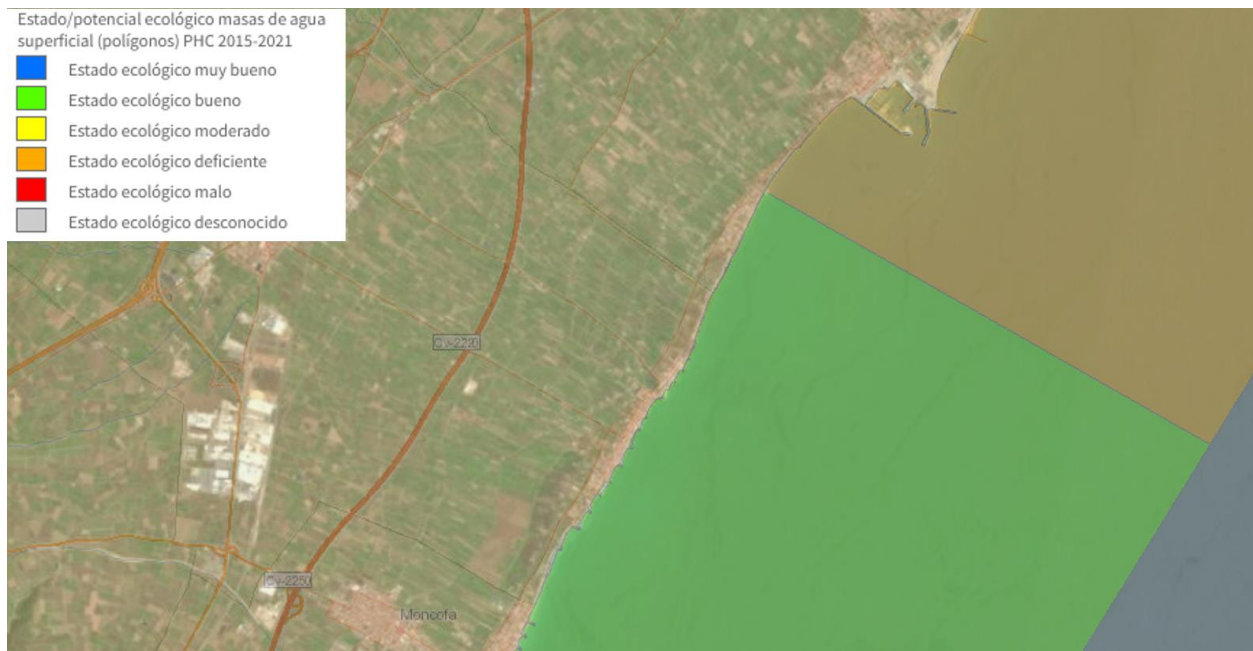 Estado/potencial ecológico masas de agua
superficial (polígonos) PHC 2015-2021
Estado ecológico muy bueno
Estado ecológico bueno
Estado ecológico moderado
Estado ecológico deficiente
Estado ecológico malo
Estado ecológico desconocido
CV-2220
CV-2250
Moncofa